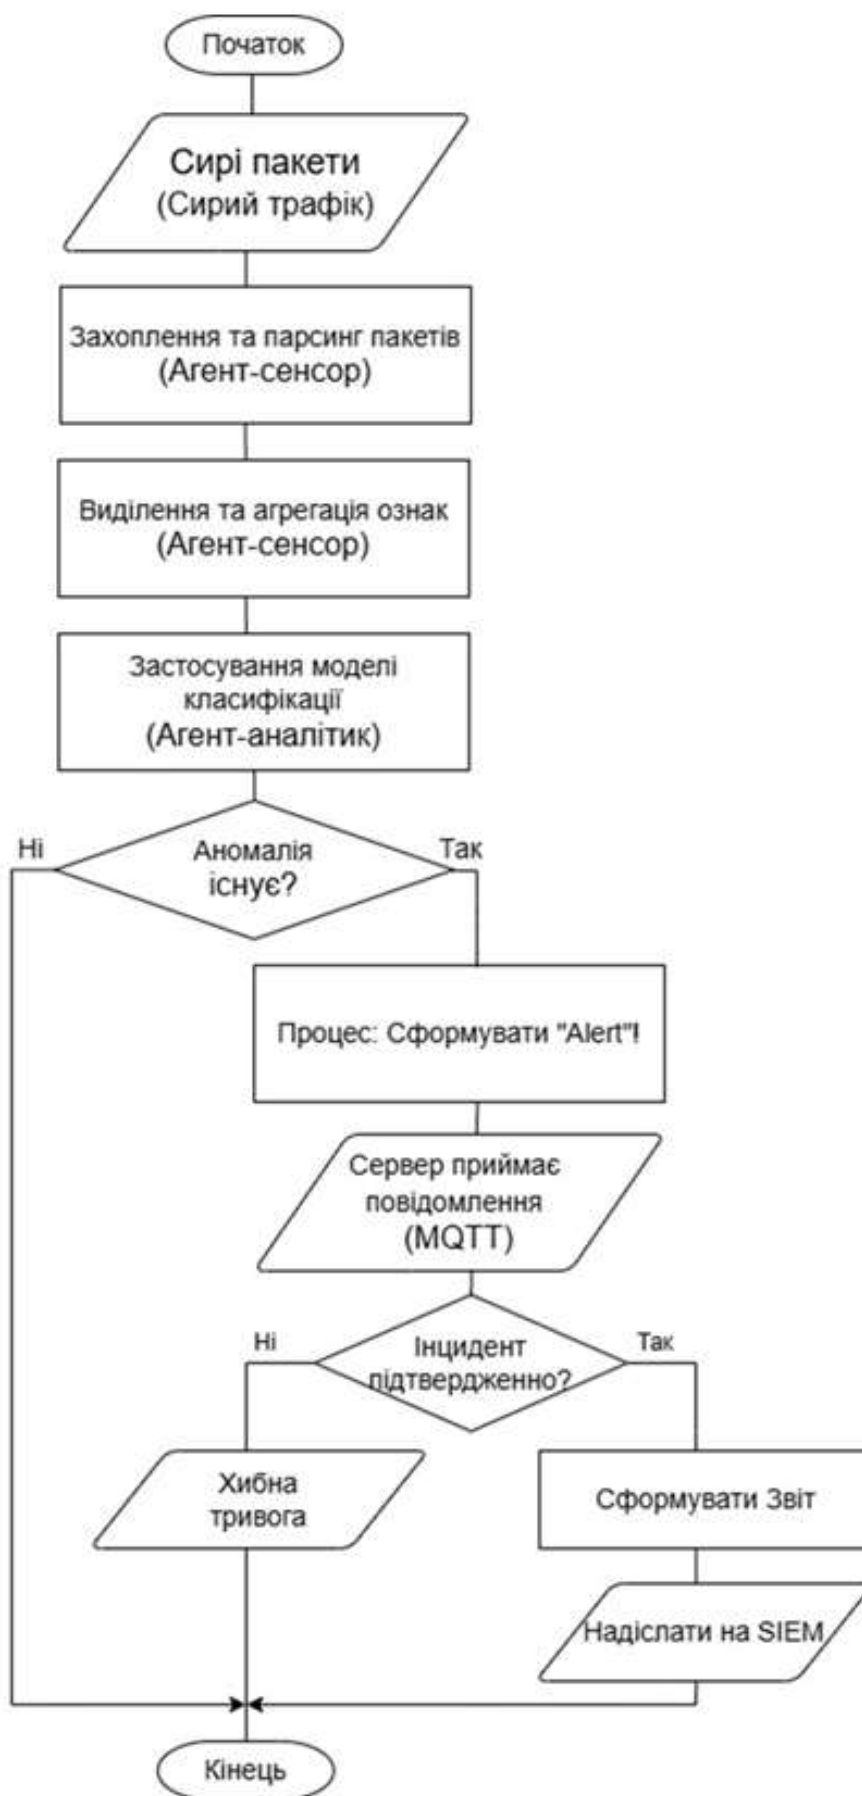 Початок
Сирі пакети
(Сирий трафік)
Захоплення та парсинг пакетів
(Агент-сенсор)
Виділення та агрегація ознак
(Агент-сенсор)
Застосування моделі
класифікації
(Агент-аналітик)
Ні
Аномалія
існує?
Так
Процес: Сформувати "Alert"!
Сервер приймає
повідомлення
(MQTT)
Ні
Інцидент
підтвердженно?
Так
Хибна
тривога
Сформувати Звіт
Надіслати на SIEM
Кінець